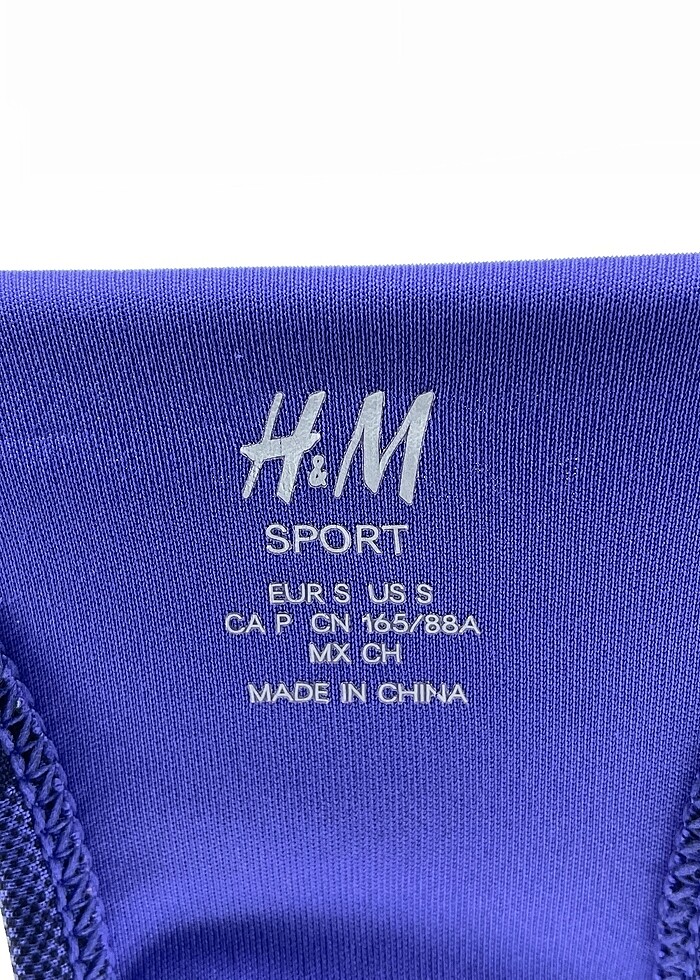 H&M
SPORT
EUR S US S
CA P CN 165/88A
MX CH
MADE IN CHINA